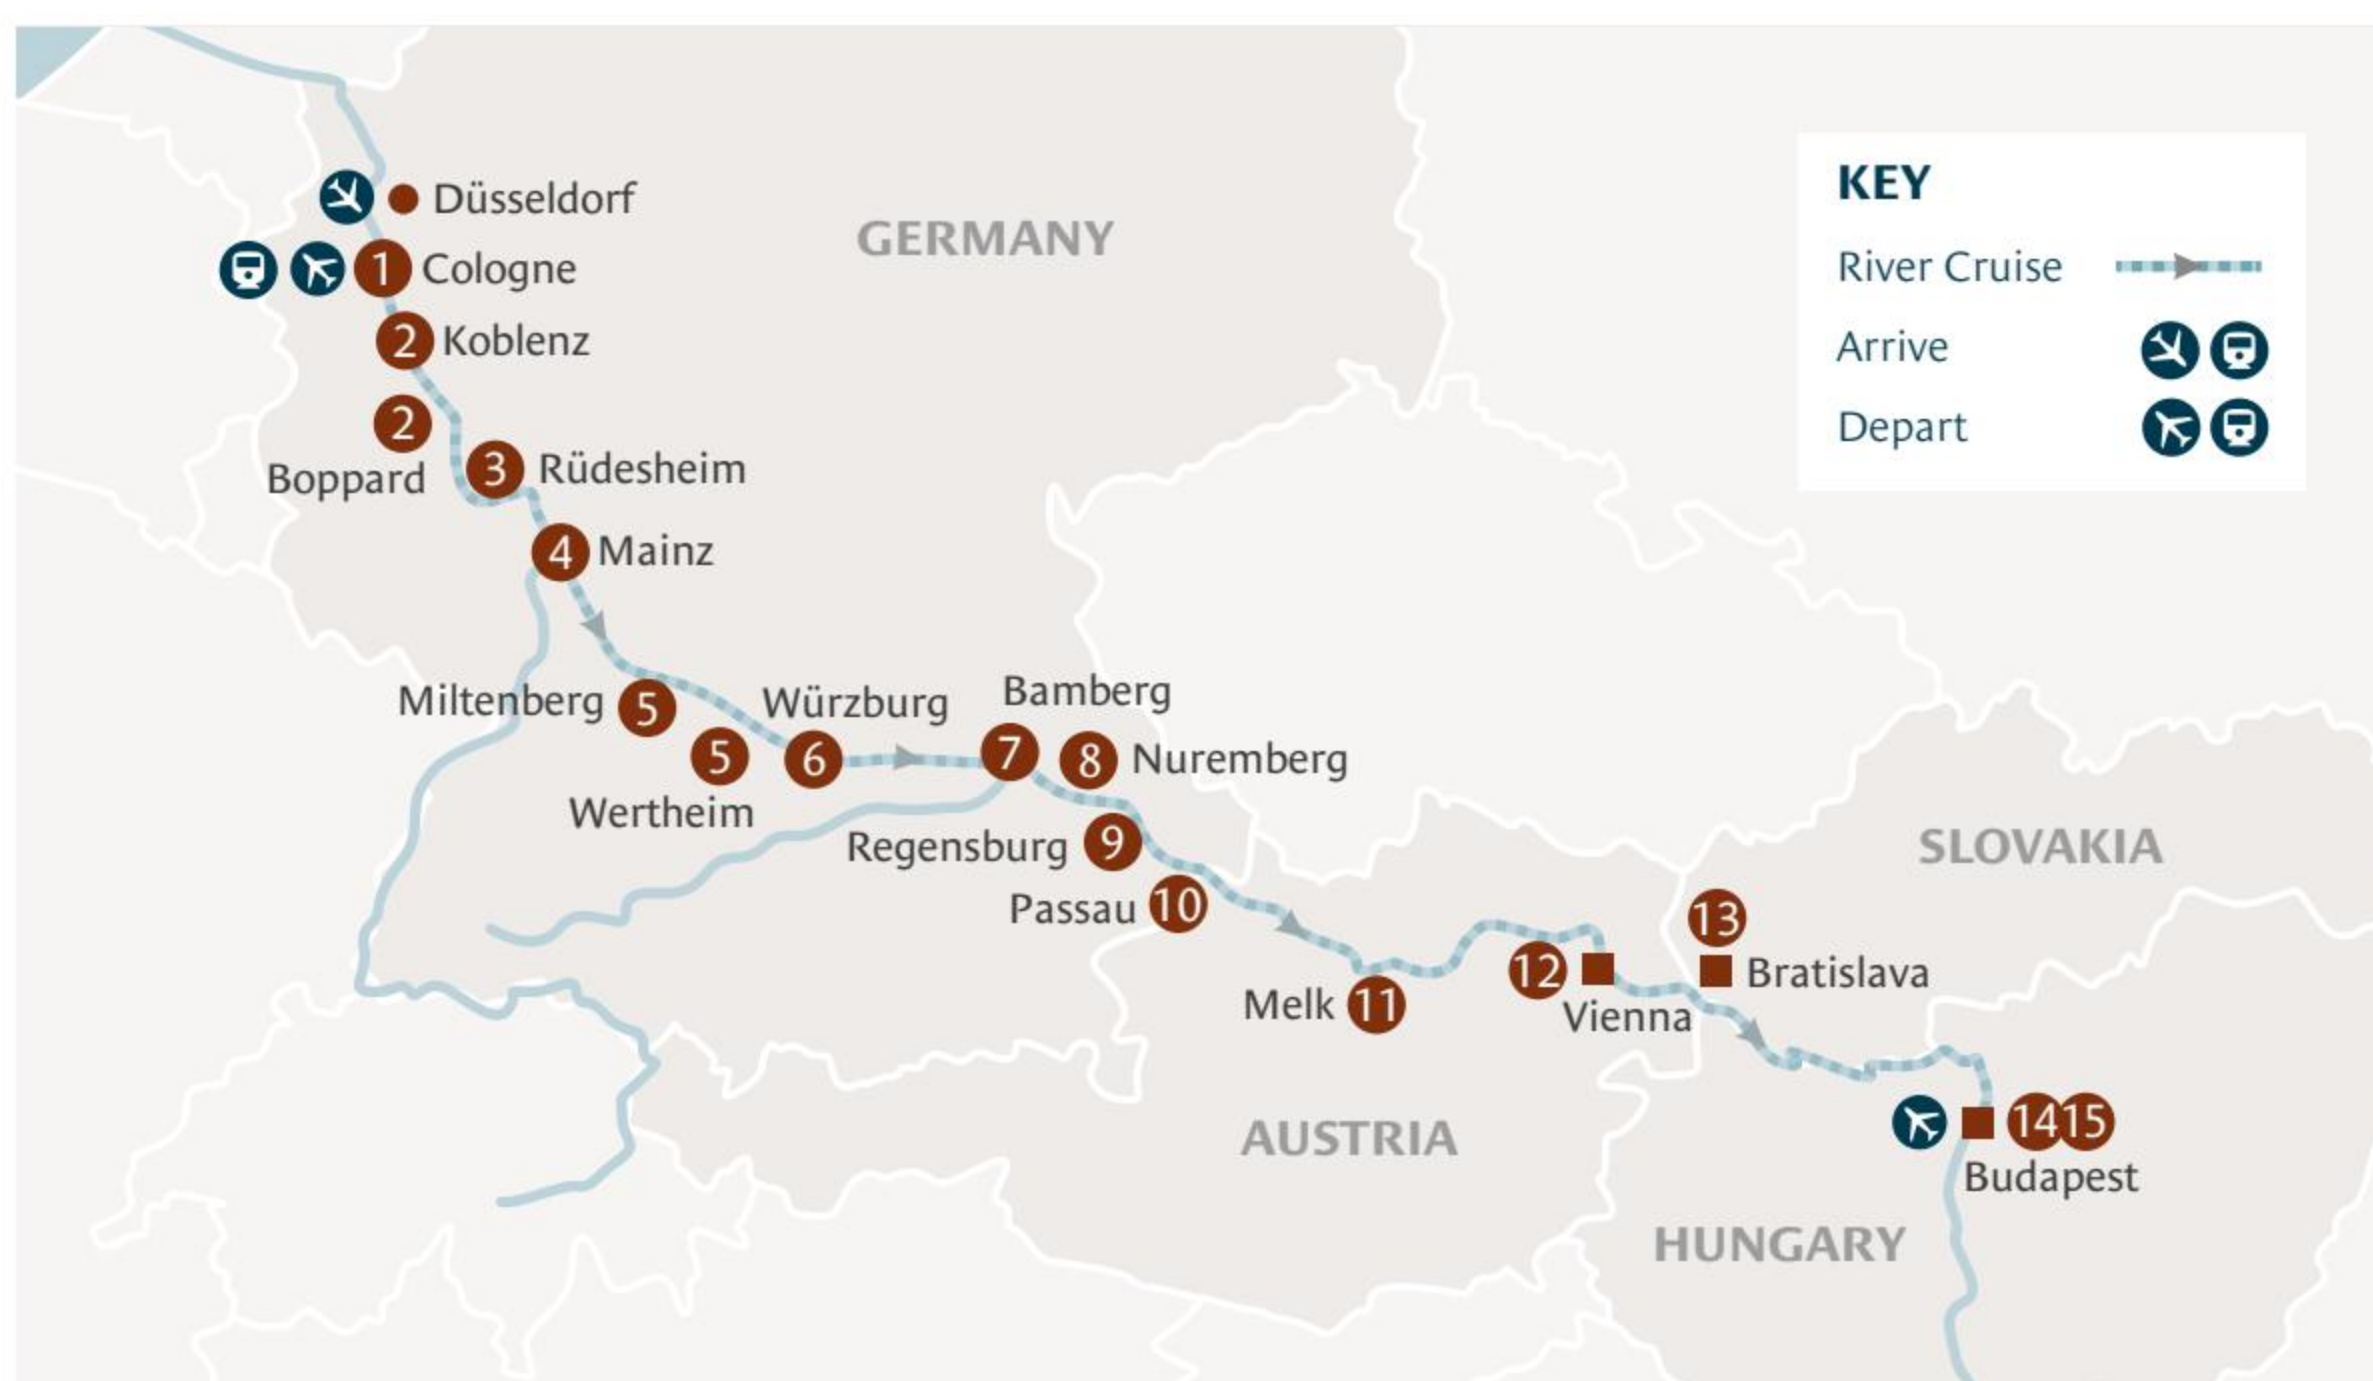 Düsseldorf
GERMANY
1 Cologne
2 Koblenz
2
Boppard
3 Rüdesheim
4 Mainz
KEY
River Cruise
Arrive
Depart
Miltenberg 5
5
Wertheim
Würzburg
6
Bamberg
7
8 Nuremberg
Regensburg 9
Passau 10
Melk 11
12
Vienna
13
Bratislava
SLOVAKIA
AUSTRIA
14 15
Budapest
HUNGARY